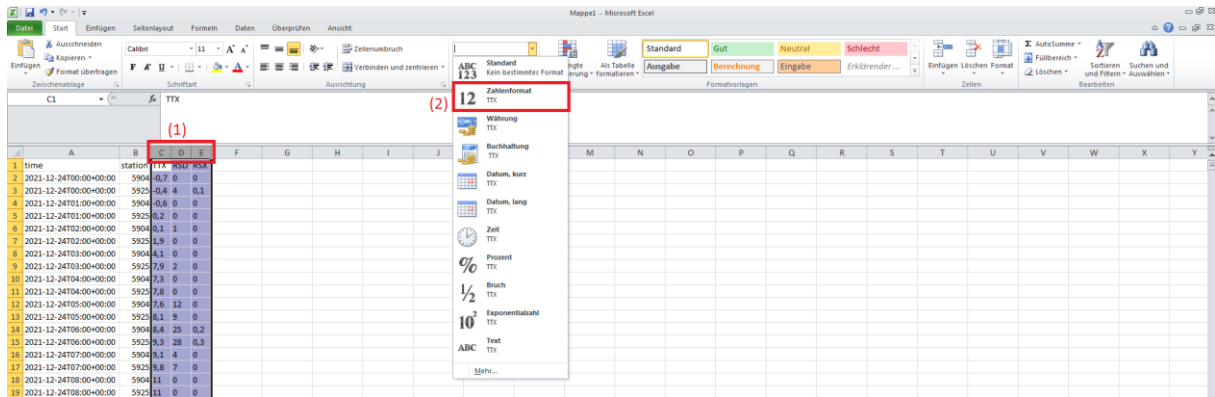 Mappe1 - Microsoft Excel
Datei Start Einfügen Seitenlayout Formeln Daten Überprüfen Ansicht
Ausschneiden
Kopieren
Format übertragen
Einfügen
Zwischenablage
Calibri 11
F K U
Schriftart
Zeilenumbruch
Verbinden und zentrieren
Ausrichtung
Als Tabelle formatieren
Standard Gut Neutral Schlecht
Ausgabe Berechnung Eingabe Erklärender ...
Formatvorlagen
Einfügen Löschen Format
Zellen
AutoSumme
Füllbereich
Löschen
Sortieren und Filtern
Suchen und Auswählen
Bearbeiten
C1 fx TTX
(1)
(2)
ABC 123 Standard
Kein bestimmtes Format
12 Zahlenformat
TTX
Währung
TTX
Buchhaltung
TTX
Datum, kurz
TTX
Datum, lang
TTX
Zeit
TTX
% Prozent
TTX
½ Bruch
TTX
10² Exponentialzahl
TTX
ABC Text
TTX
Mehr...
A B C D E F G H I J M N O P Q R S T U V W X Y
1 time station TTX RSD RSX
2 2021-12-24T00:00+00:00 5904 -0,7 0 0
3 2021-12-24T00:00+00:00 5925 -0,4 4 0,1
4 2021-12-24T01:00+00:00 5904 -0,6 0 0
5 2021-12-24T01:00+00:00 5925 0,2 0 0
6 2021-12-24T02:00+00:00 5904 0,1 1 0
7 2021-12-24T02:00+00:00 5925 1,9 0 0
8 2021-12-24T03:00+00:00 5904 4,1 0 0
9 2021-12-24T03:00+00:00 5925 7,9 2 0
10 2021-12-24T04:00+00:00 5904 7,3 0 0
11 2021-12-24T04:00+00:00 5925 7,8 0 0
12 2021-12-24T05:00+00:00 5904 7,6 12 0
13 2021-12-24T05:00+00:00 5925 8,1 9 0
14 2021-12-24T06:00+00:00 5904 8,4 25 0,2
15 2021-12-24T06:00+00:00 5925 9,3 28 0,3
16 2021-12-24T07:00+00:00 5904 9,1 4 0
17 2021-12-24T07:00+00:00 5925 9,8 7 0
18 2021-12-24T08:00+00:00 5904 11 0 0
19 2021-12-24T08:00+00:00 5925 11 0 0